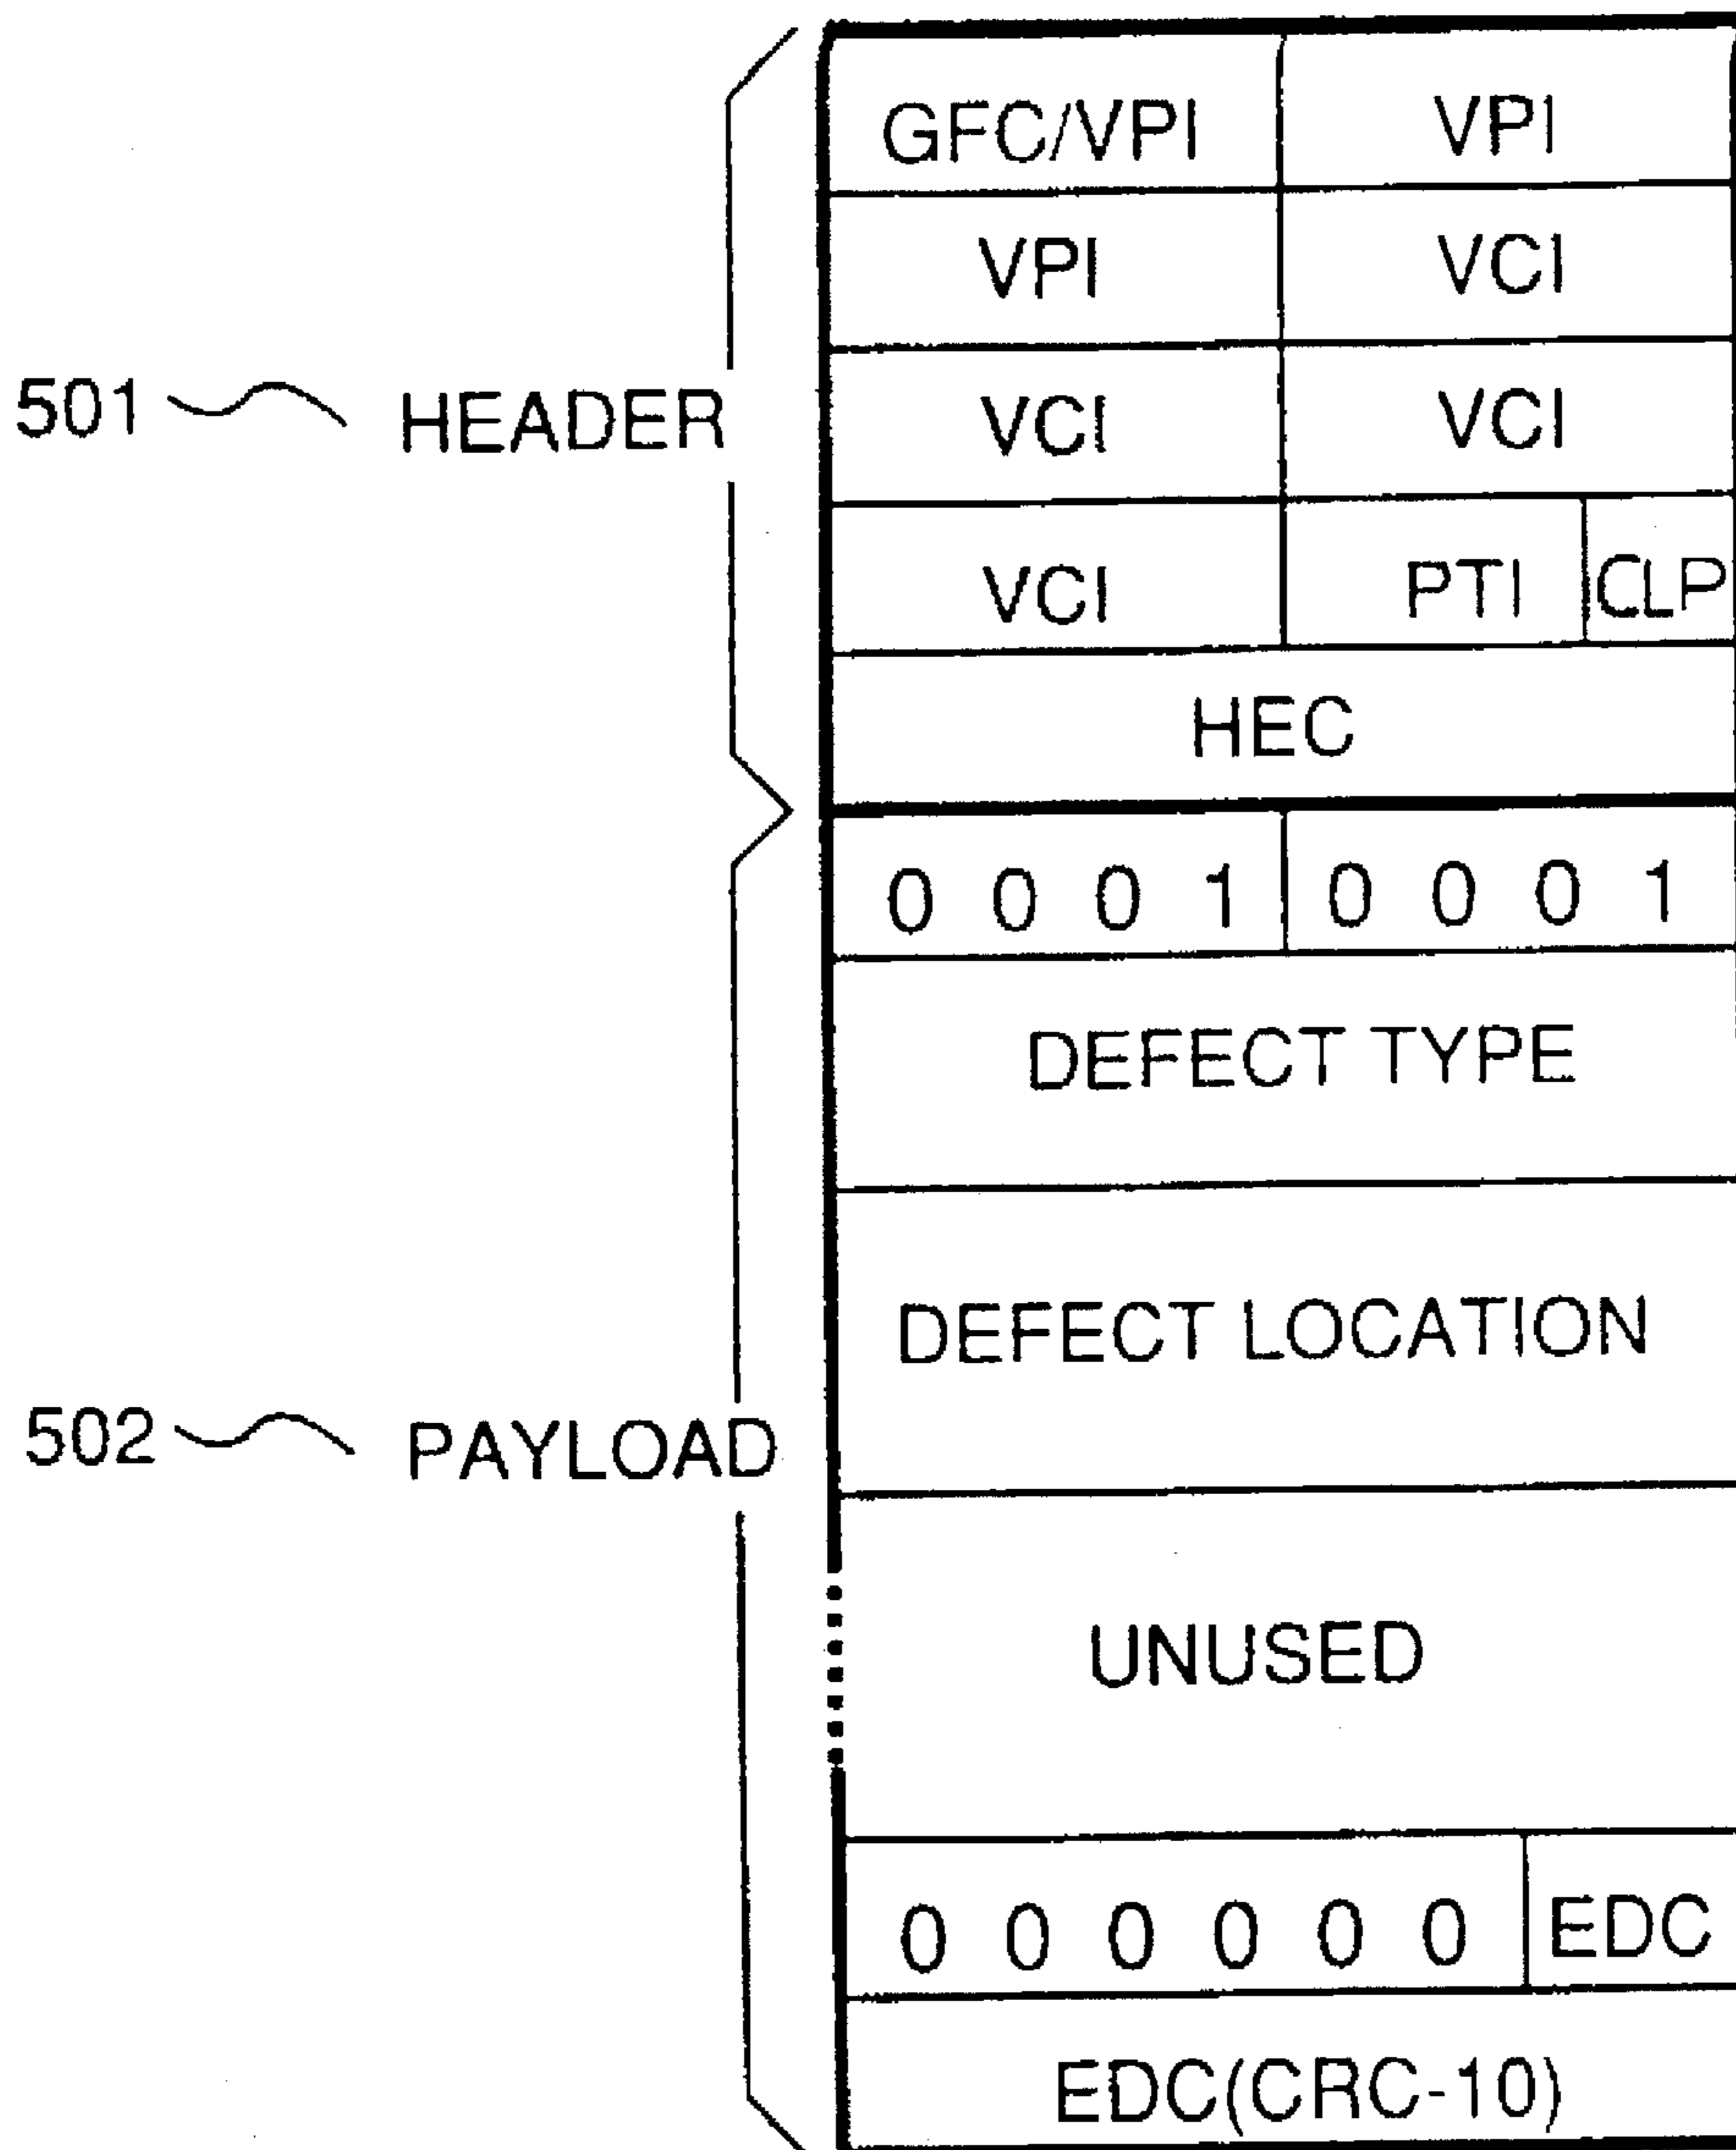 GFC/VPI VPI
VPI VCI
501 HEADER VCI VCI
VCI PTI CLP
HEC
0 0 0 1 0 0 0 1
DEFECT TYPE
DEFECT LOCATION
502 PAYLOAD
UNUSED
0 0 0 0 0 0 EDC
EDC(CRC-10)